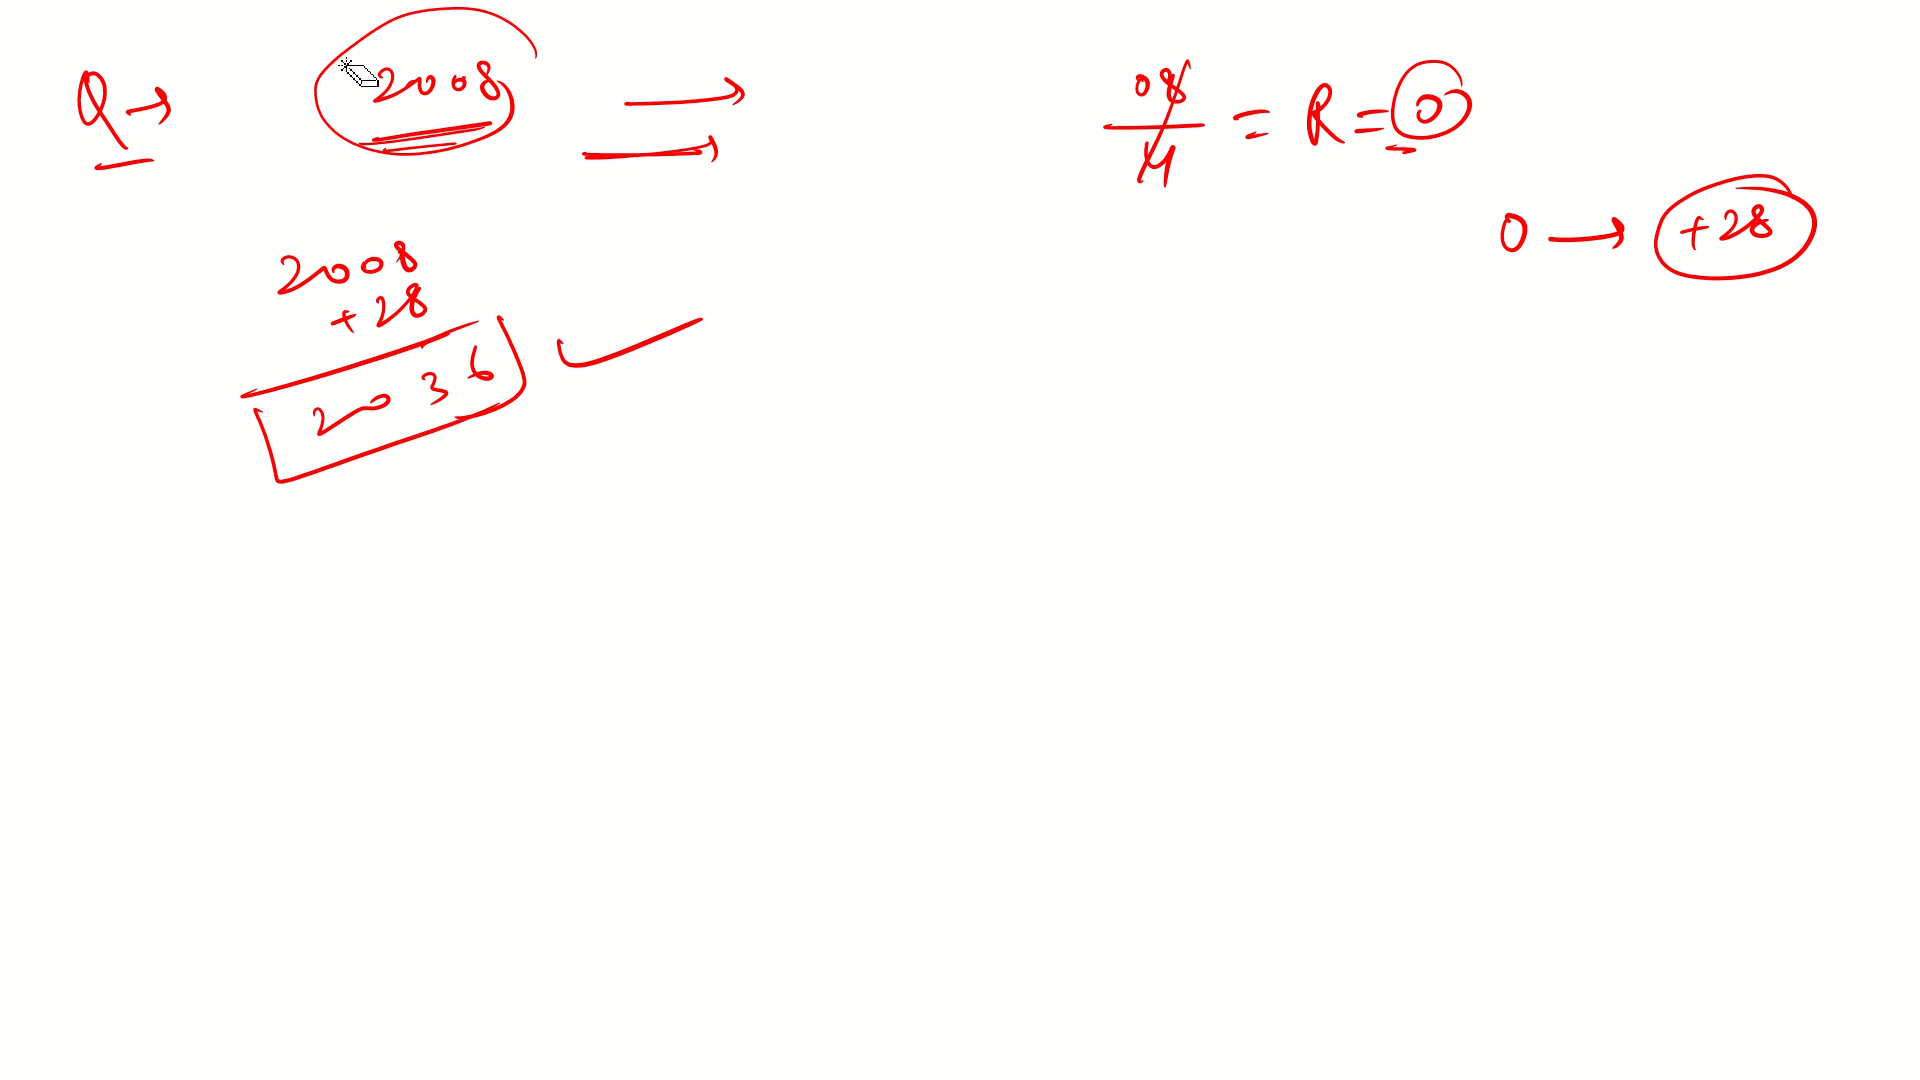 Q → 2008 →
→
08/4 = R = 0
0 → +28
2008
+28
2036